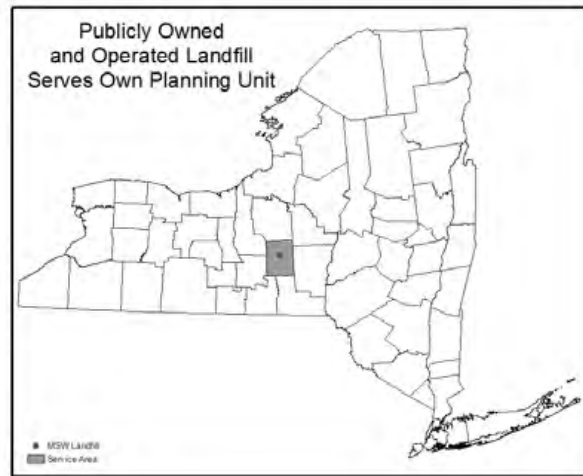 Publicly Owned
and Operated Landfill
Serves Own Planning Unit
MSW Landfill
Service Area